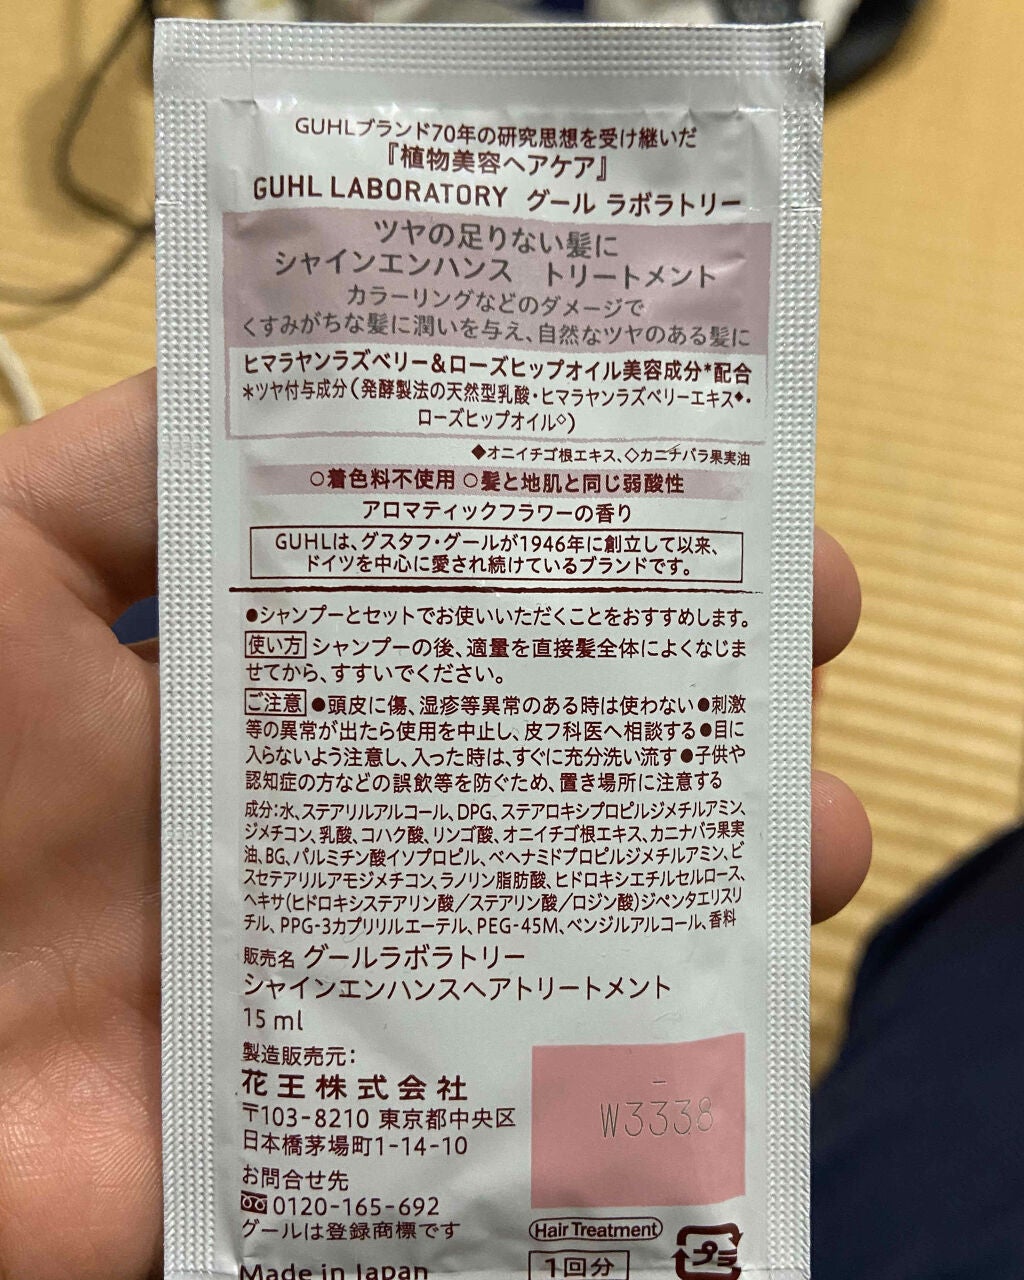 GUHLブランド70年の研究思想を受け継いだ
『植物美容ヘアケア』
GUHL LABORATORY グール ラボラトリー
ツヤの足りない髪に
シャインエンハンス トリートメント
カラーリングなどのダメージで
くすみがちな髪に潤いを与え、自然なツヤのある髪に
ヒマラヤンラズベリー&ローズヒップオイル美容成分*配合
*ツヤ付与成分(発酵製法の天然型乳酸・ヒマラヤンラズベリーエキス◆・
ローズヒップオイル◇)
◆オニイチゴ根エキス、◇カニナバラ果実油
○着色料不使用 ○髪と地肌と同じ弱酸性
アロマティックフラワーの香り
GUHLは、グスタフ・グールが1946年に創立して以来、
ドイツを中心に愛され続けているブランドです。
●シャンプーとセットでお使いいただくことをおすすめします。
使い方 シャンプーの後、適量を直接髪全体によくなじま
せてから、すすいでください。
ご注意 ●頭皮に傷、湿疹等異常のある時は使わない●刺激
等の異常が出たら使用を中止し、皮フ科医へ相談する●目に
入らないよう注意し、入った時は、すぐに充分洗い流す●子供や
認知症の方などの誤飲等を防ぐため、置き場所に注意する
成分:水、ステアリルアルコール、DPG、ステアロキシプロピルジメチルアミン、
ジメチコン、乳酸、コハク酸、リンゴ酸、オニイチゴ根エキス、カニナバラ果実
油、BG、パルミチン酸イソプロピル、ベヘナミドプロピルジメチルアミン、ビ
スセテアリルアモジメチコン、ラノリン脂肪酸、ヒドロキシエチルセルロース、
ヘキサ(ヒドロキシステアリン酸/ステアリン酸/ロジン酸)ジペンタエリスリ
チル、PPG-3カプリリルエーテル、PEG-45M、ベンジルアルコール、香料
販売名 グールラボラトリー
シャインエンハンスヘアトリートメント
15ml
製造販売元:
花王株式会社
〒103-8210 東京都中央区
日本橋茅場町1-14-10
お問合せ先
0120-165-692
グールは登録商標です
Made in Japan
W3338
Hair Treatment
1回分
プラ